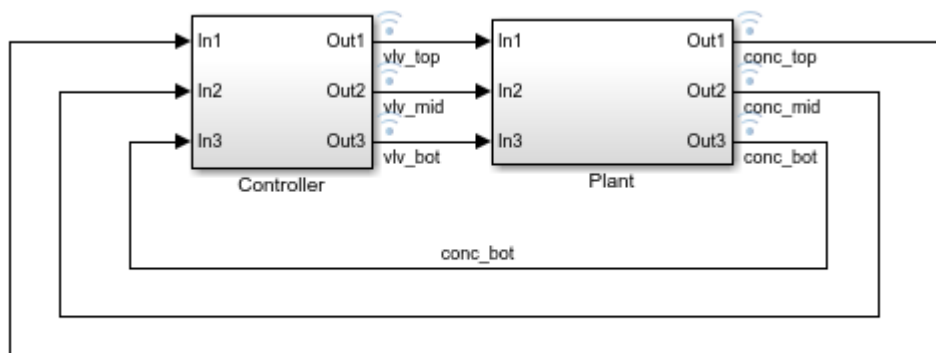 In1 Out1
vlv_top
In1 Out1
conc_top
In2 Out2
vlv_mid
In2 Out2
conc_mid
In3 Out3
vlv_bot
In3 Out3
conc_bot
Controller
Plant
conc_bot